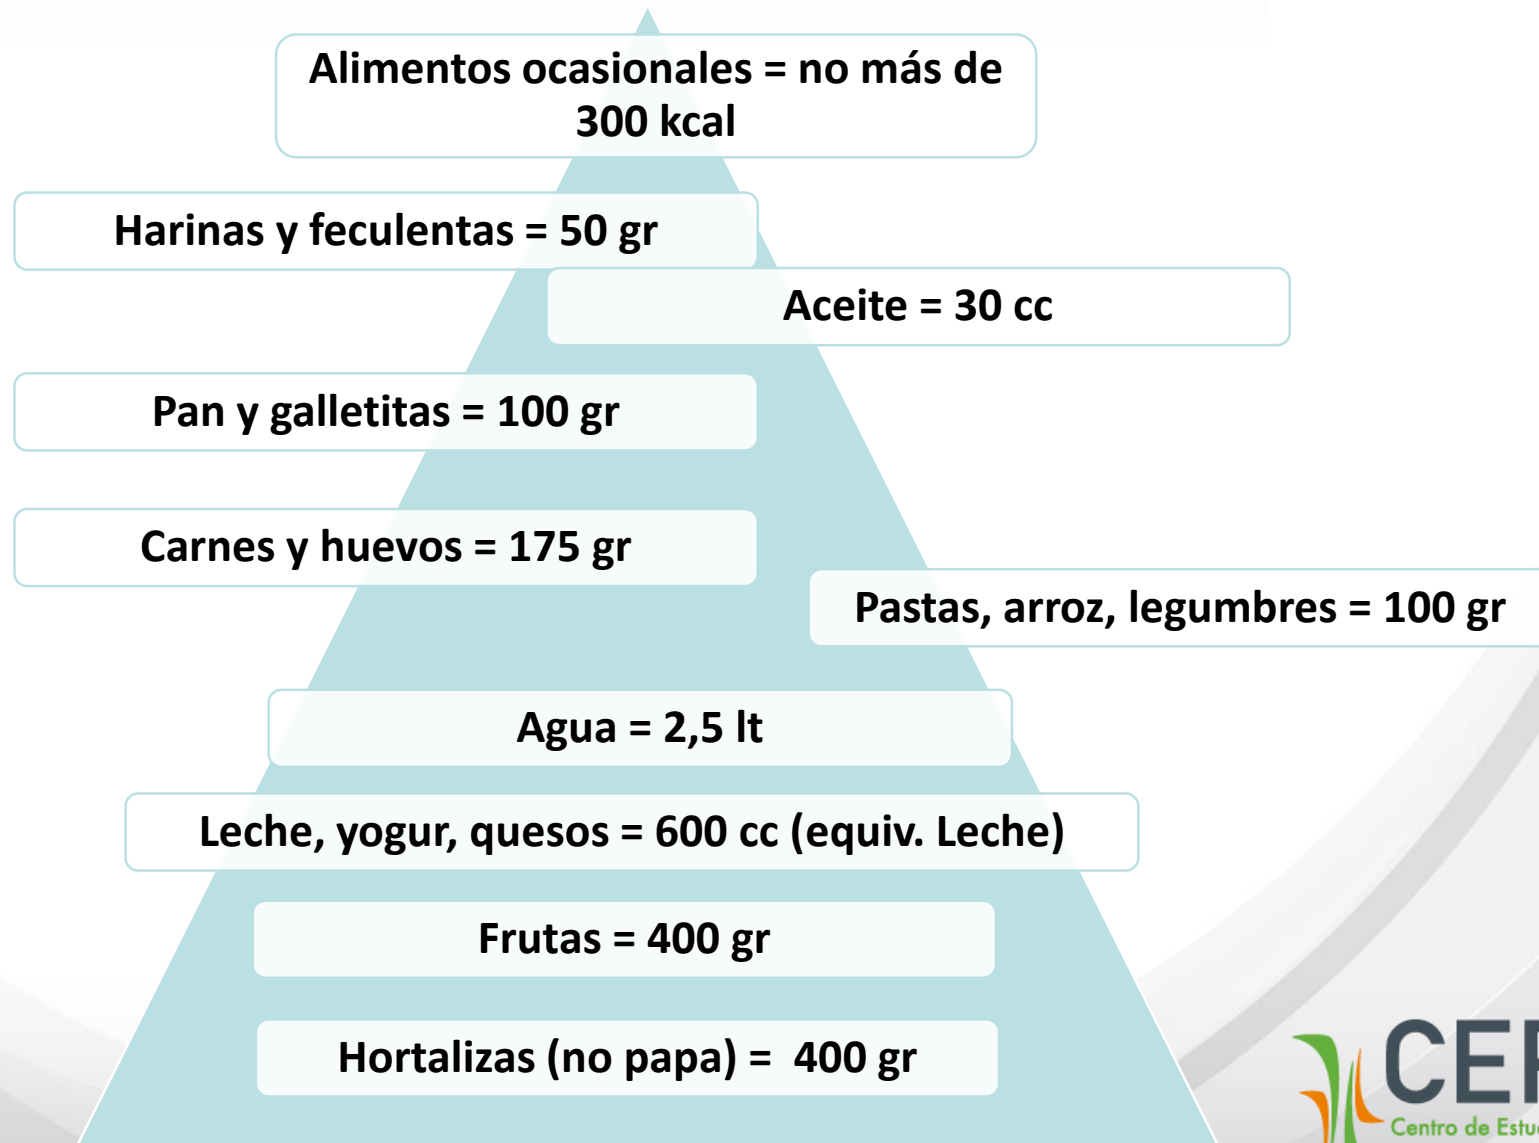 Alimentos ocasionales = no más de
300 kcal
Harinas y feculentas = 50 gr
Aceite = 30 cc
Pan y galletitas = 100 gr
Carnes y huevos = 175 gr
Pastas, arroz, legumbres = 100 gr
Agua = 2,5 lt
Leche, yogur, quesos = 600 cc (equiv. Leche)
Frutas = 400 gr
Hortalizas (no papa) = 400 gr
Centro de